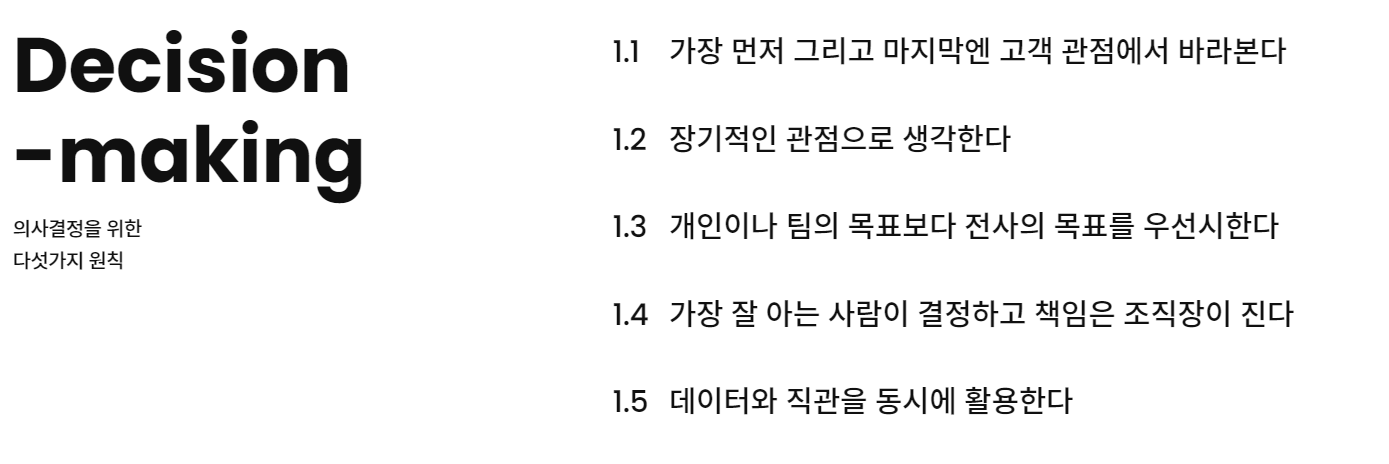 Decision
-making
의사결정을 위한
다섯가지 원칙
1.1 가장 먼저 그리고 마지막엔 고객 관점에서 바라본다
1.2 장기적인 관점으로 생각한다
1.3 개인이나 팀의 목표보다 전사의 목표를 우선시한다
1.4 가장 잘 아는 사람이 결정하고 책임은 조직장이 진다
1.5 데이터와 직관을 동시에 활용한다